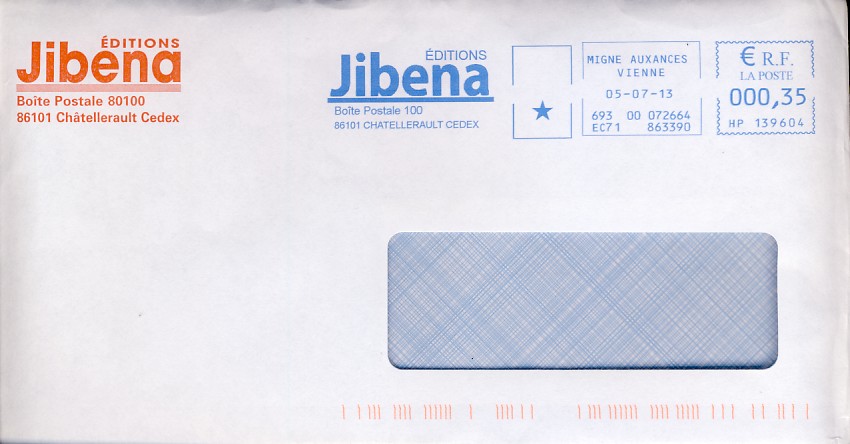 ÉDITIONS
Jibena
Boîte Postale 80100
86101 Châtellerault Cedex
ÉDITIONS
Jibena
Boîte Postale 100
86101 CHATELLERAULT CEDEX
MIGNE AUXANCES
VIENNE
05-07-13
693 00 072664
EC71 863390
€ R.F.
LA POSTE
000,35
HP 139604